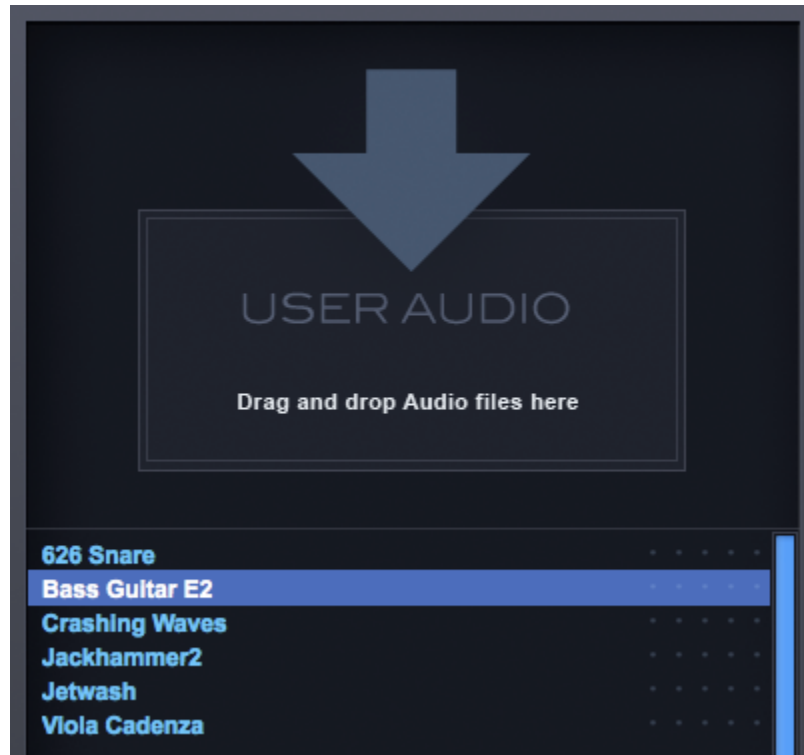 USER AUDIO
Drag and drop Audio files here
626 Snare
Bass Guitar E2
Crashing Waves
Jackhammer2
Jetwash
Viola Cadenza